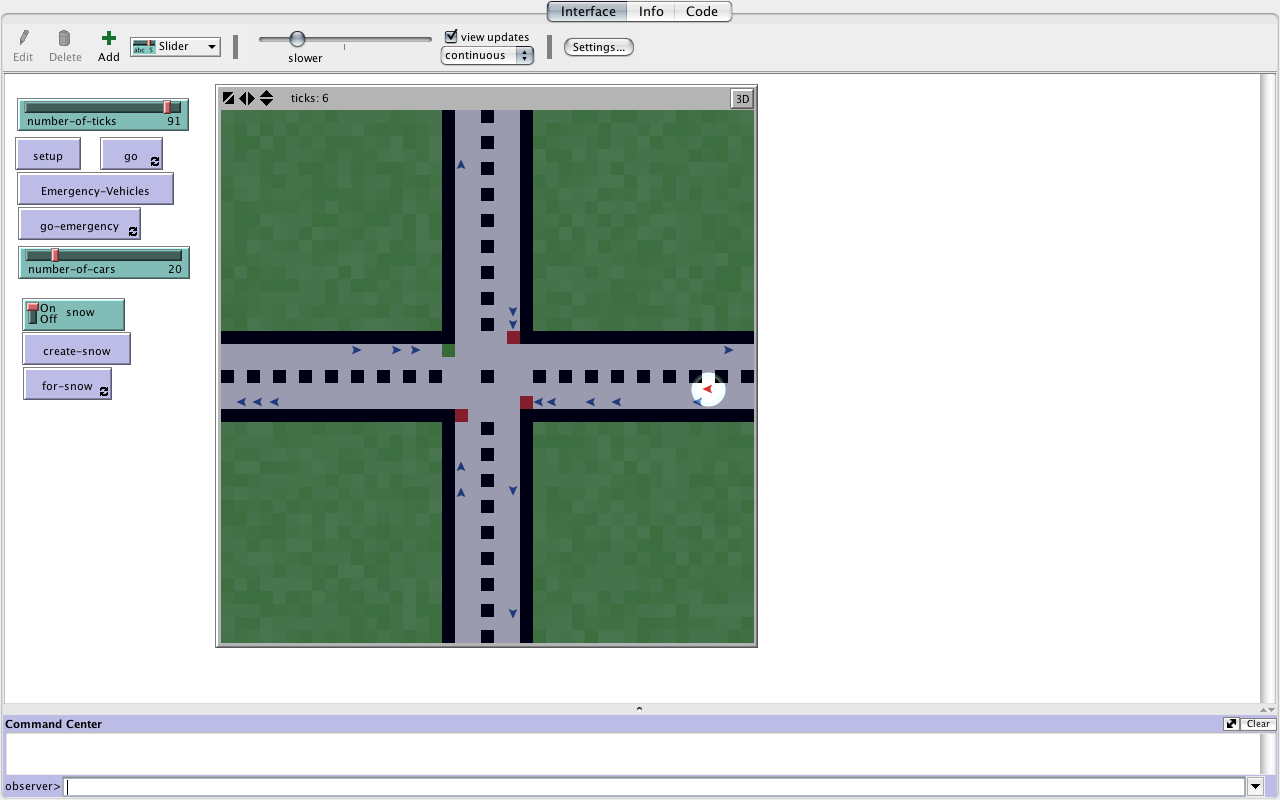 Interface Info Code
Edit Delete Add abc 5 Slider slower view updates continuous Settings...
ticks: 6 3D
number-of-ticks 91
setup go
Emergency-Vehicles
go-emergency
number-of-cars 20
On
Off snow
create-snow
for-snow
Command Center Clear
observer>